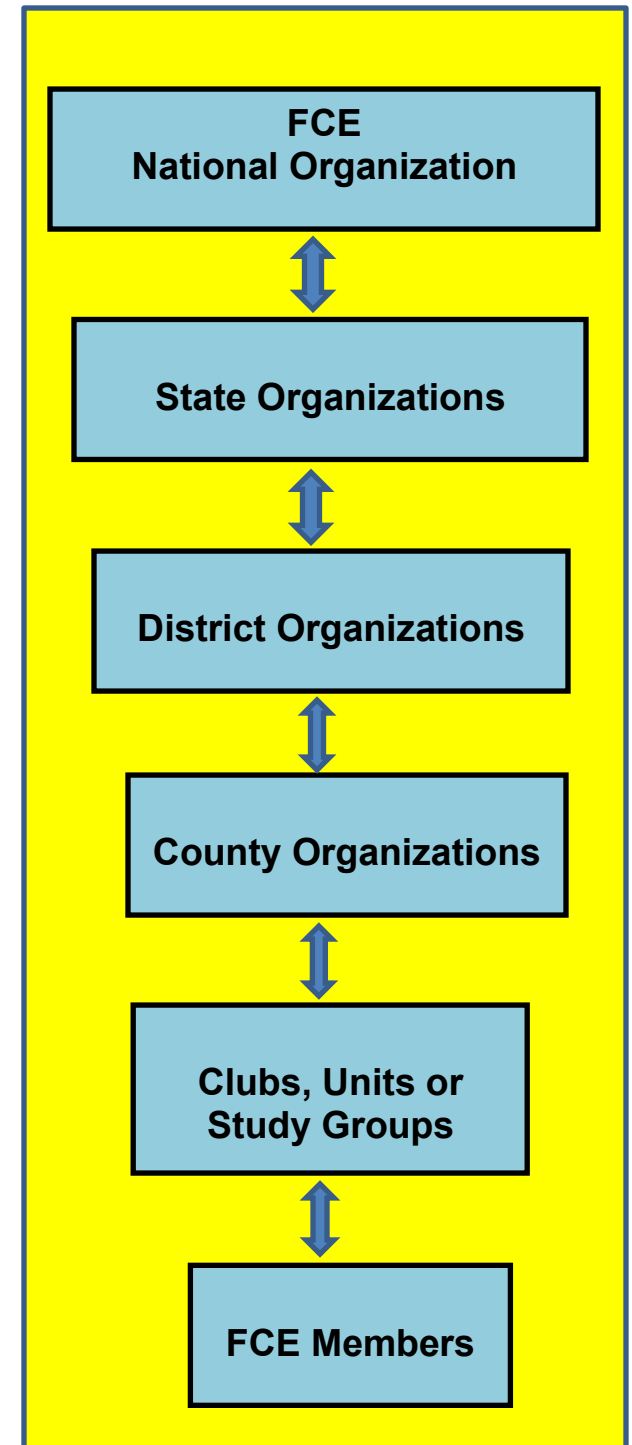 FCE
National Organization
State Organizations
District Organizations
County Organizations
Clubs, Units or
Study Groups
FCE Members